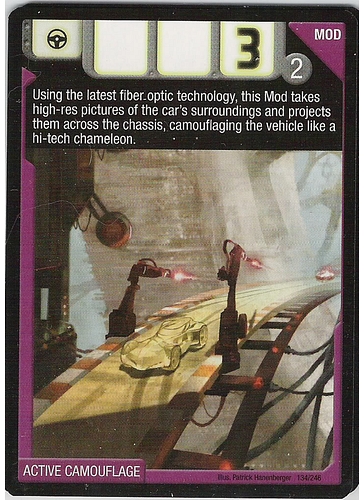 3
MOD
2
Using the latest fiber.optic technology, this Mod takes
high-res pictures of the car's surroundings and projects
them across the chassis, camouflaging the vehicle like a
hi-tech chameleon.
ACTIVE CAMOUFLAGE
Illus. Patrick Hanenberger 134/246